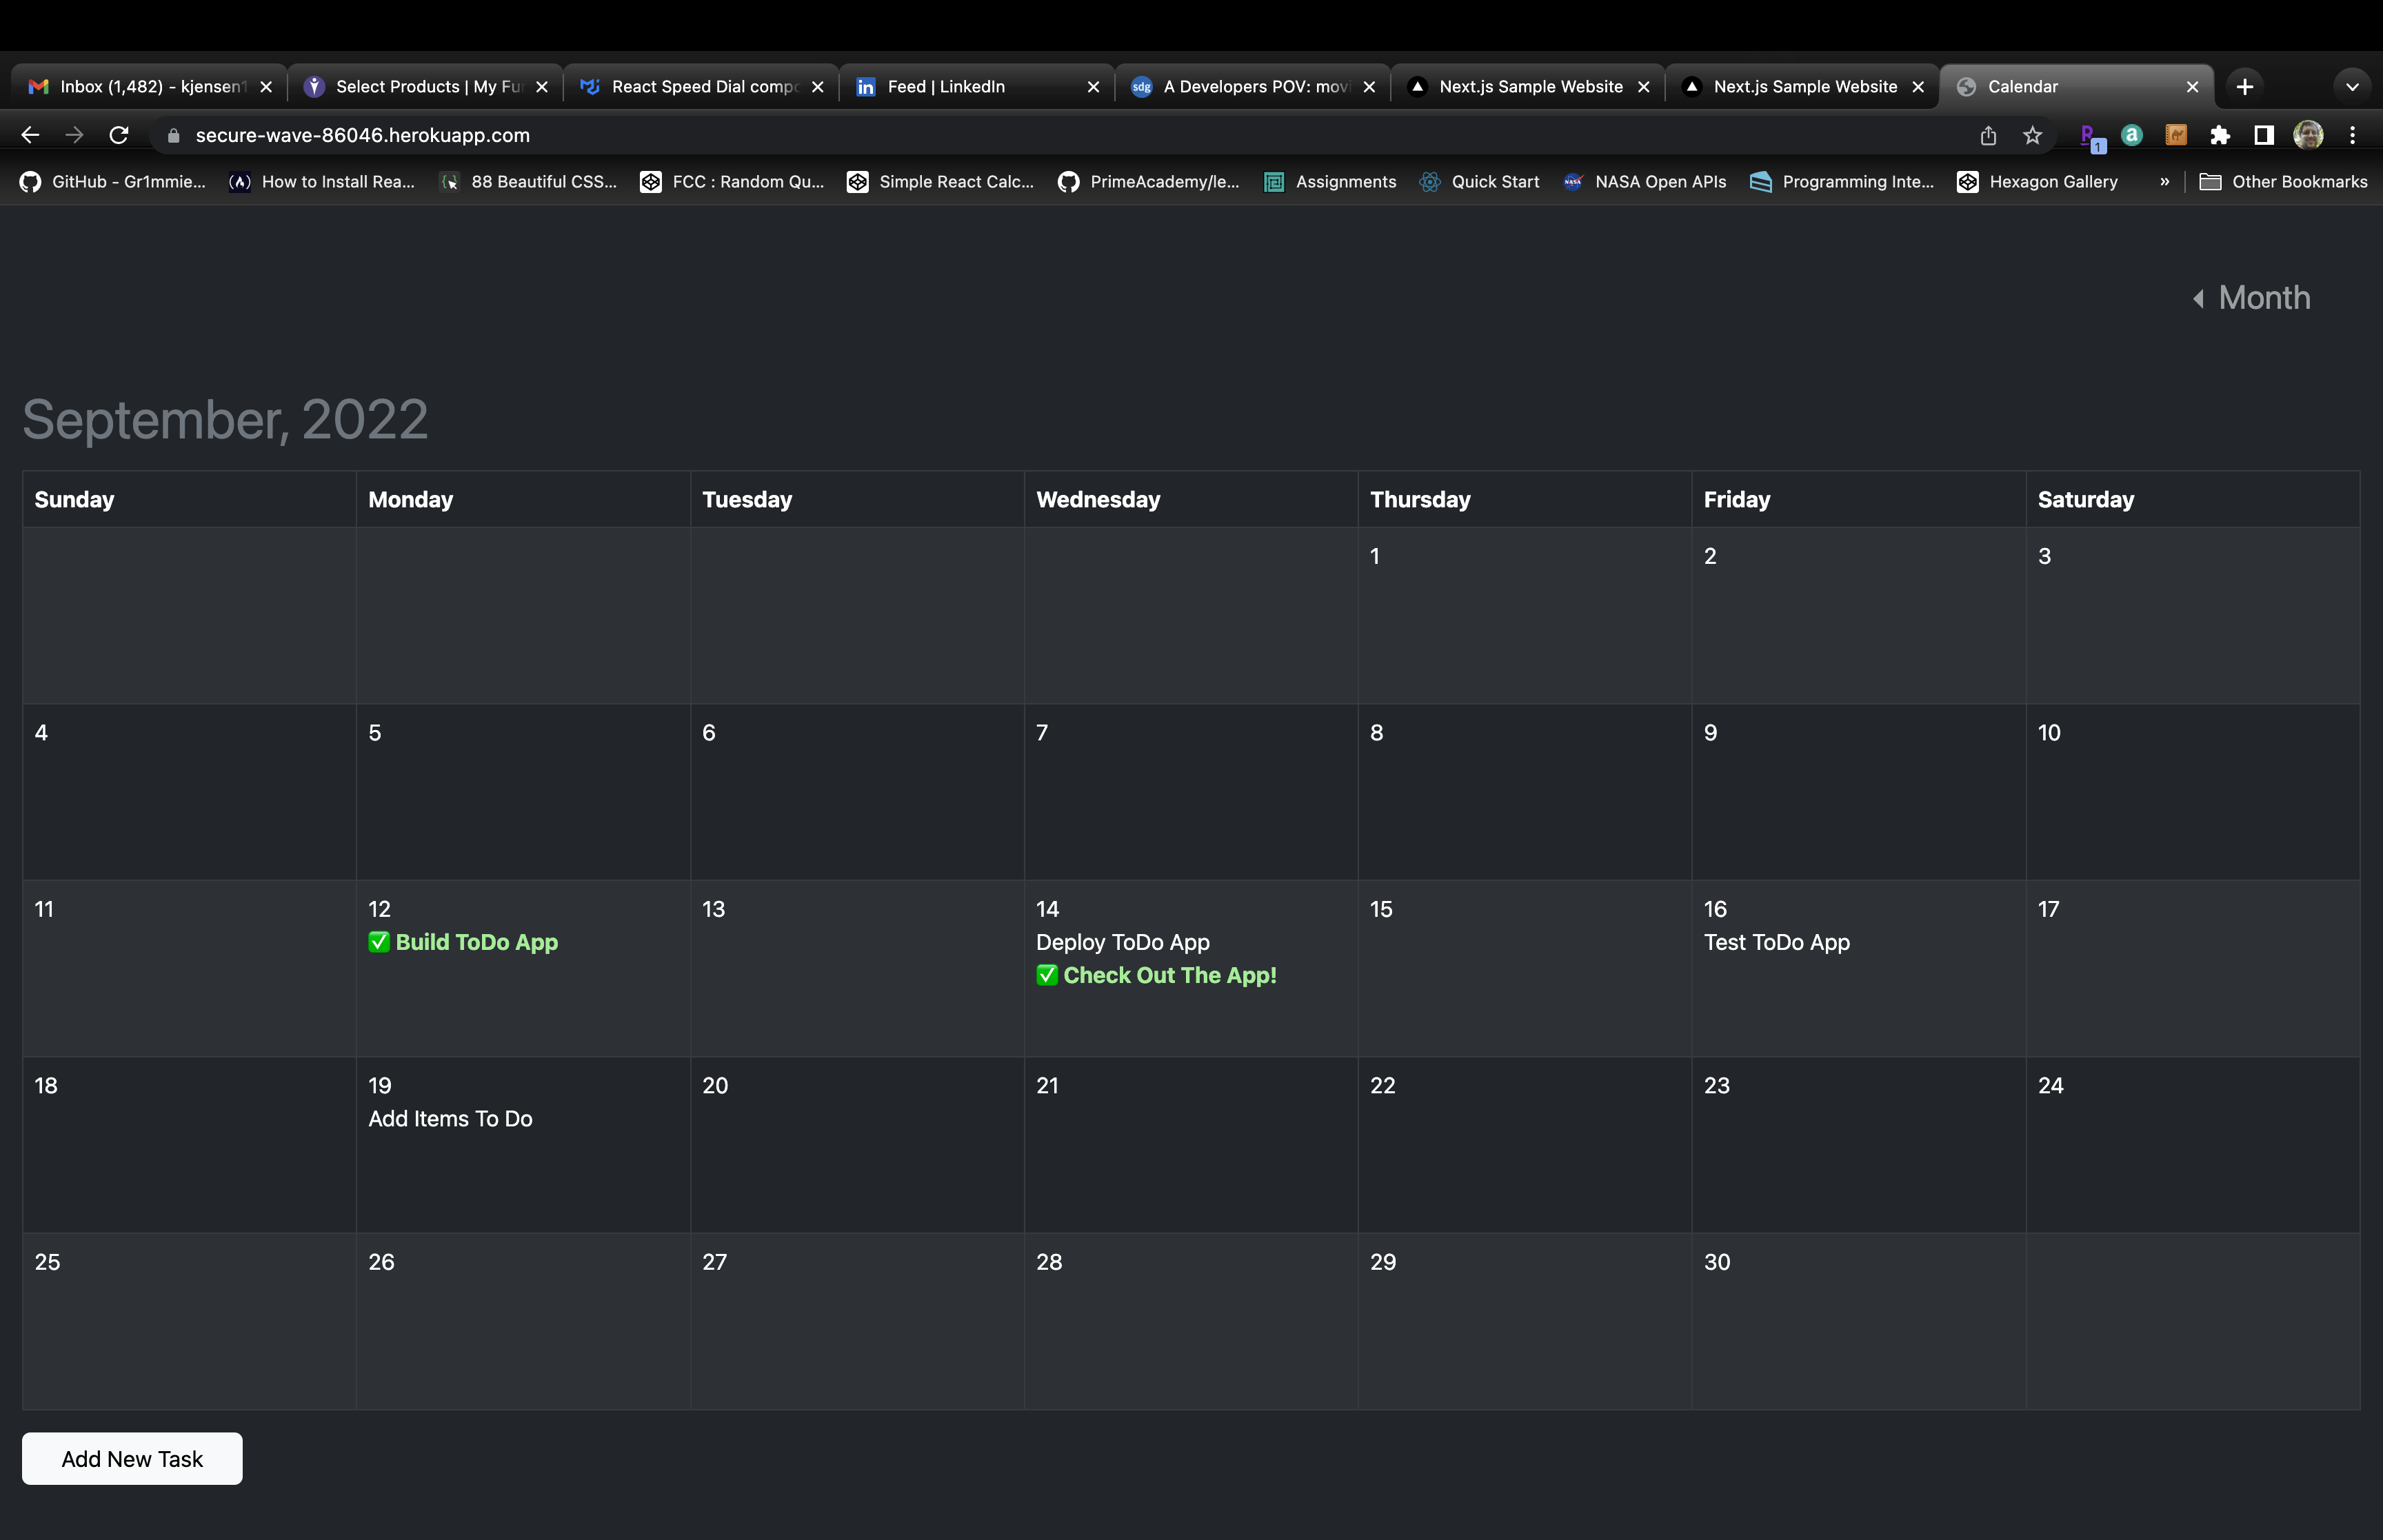 Inbox (1,482) - kjensen1 Select Products | My Fur React Speed Dial compo Feed | LinkedIn A Developers POV: movi Next.js Sample Website Next.js Sample Website Calendar
secure-wave-86046.herokuapp.com 1
GitHub - Gr1mmie... How to Install Rea... 88 Beautiful CSS... FCC : Random Qu... Simple React Calc... PrimeAcademy/le... Assignments Quick Start NASA Open APIs Programming Inte... Hexagon Gallery » Other Bookmarks
Month
September, 2022
Sunday Monday Tuesday Wednesday Thursday Friday Saturday
1 2 3
4 5 6 7 8 9 10
11 12 13 14 15 16 17
✅ Build ToDo App Deploy ToDo App Test ToDo App
✅ Check Out The App!
18 19 20 21 22 23 24
Add Items To Do
25 26 27 28 29 30
Add New Task